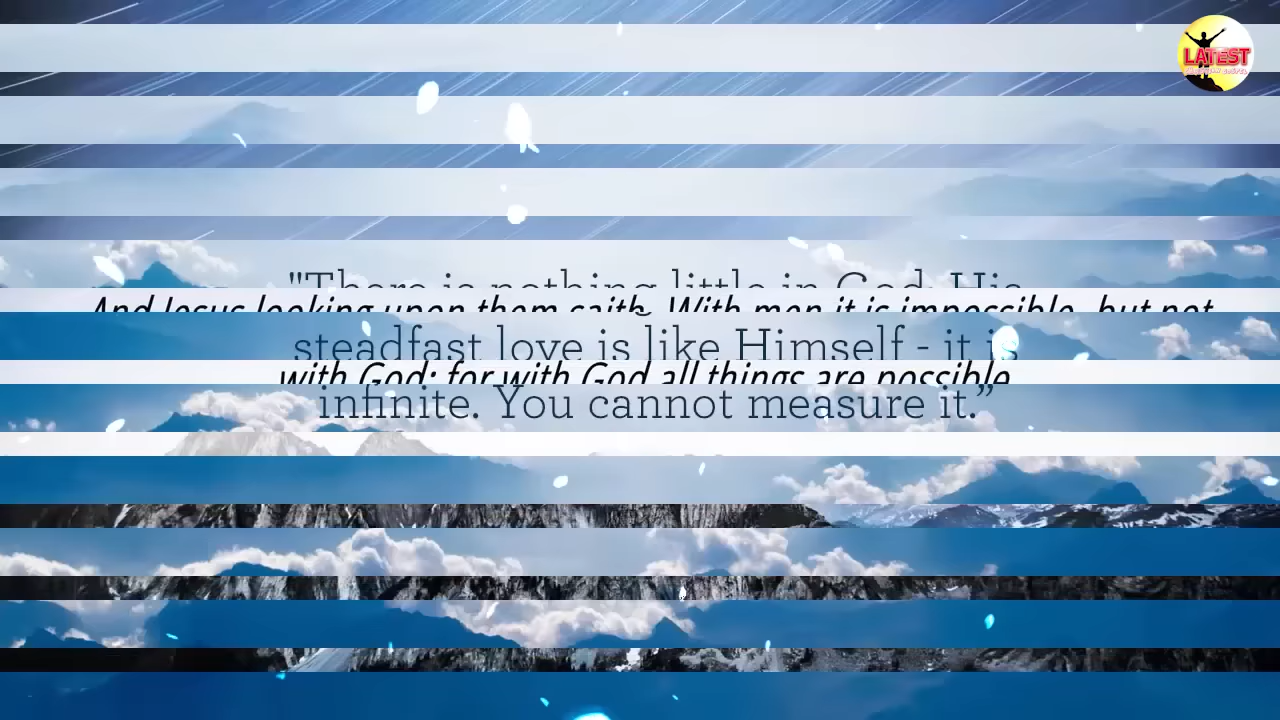 LATEST
"There is nothing little in God; His
And Jesus looking upon them saith, With men it is impossible, but not
steadfast love is like Himself - it is
with God: for with God all things are possible
infinite. You cannot measure it.”